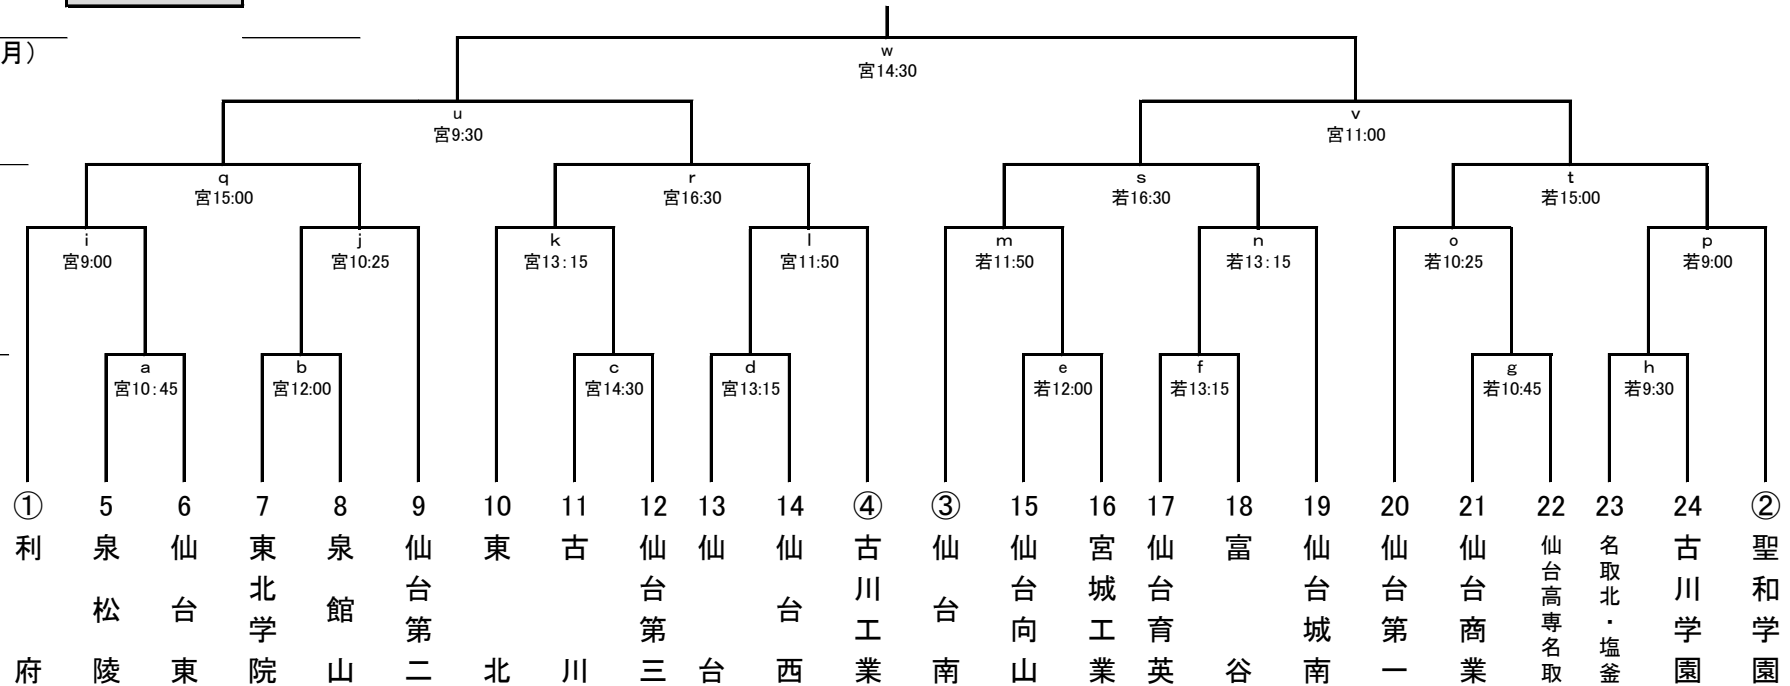 月）
w
宮14:30
u
宮9:30
v
宮11:00
q
宮15:00
r
宮16:30
s
若16:30
t
若15:00
i
宮9:00
j
宮10:25
k
宮13:15
l
宮11:50
m
若11:50
n
若13:15
o
若10:25
p
若9:00
a
宮10:45
b
宮12:00
c
宮14:30
d
宮13:15
e
若12:00
f
若13:15
g
若10:45
h
若9:30
① 5 6 7 8 9 10 11 12 13 14 ④ ③ 15 16 17 18 19 20 21 22 23 24 ②
利府
泉松陵
仙台東
東北学院
泉館山
仙台第二
東北
古川
仙台第三
仙台
仙台西
古川工業
仙台南
仙台向山
宮城工業
仙台育英
富谷
仙台城南
仙台第一
仙台商業
仙台高専名取
名取北・塩釜
古川学園
聖和学園